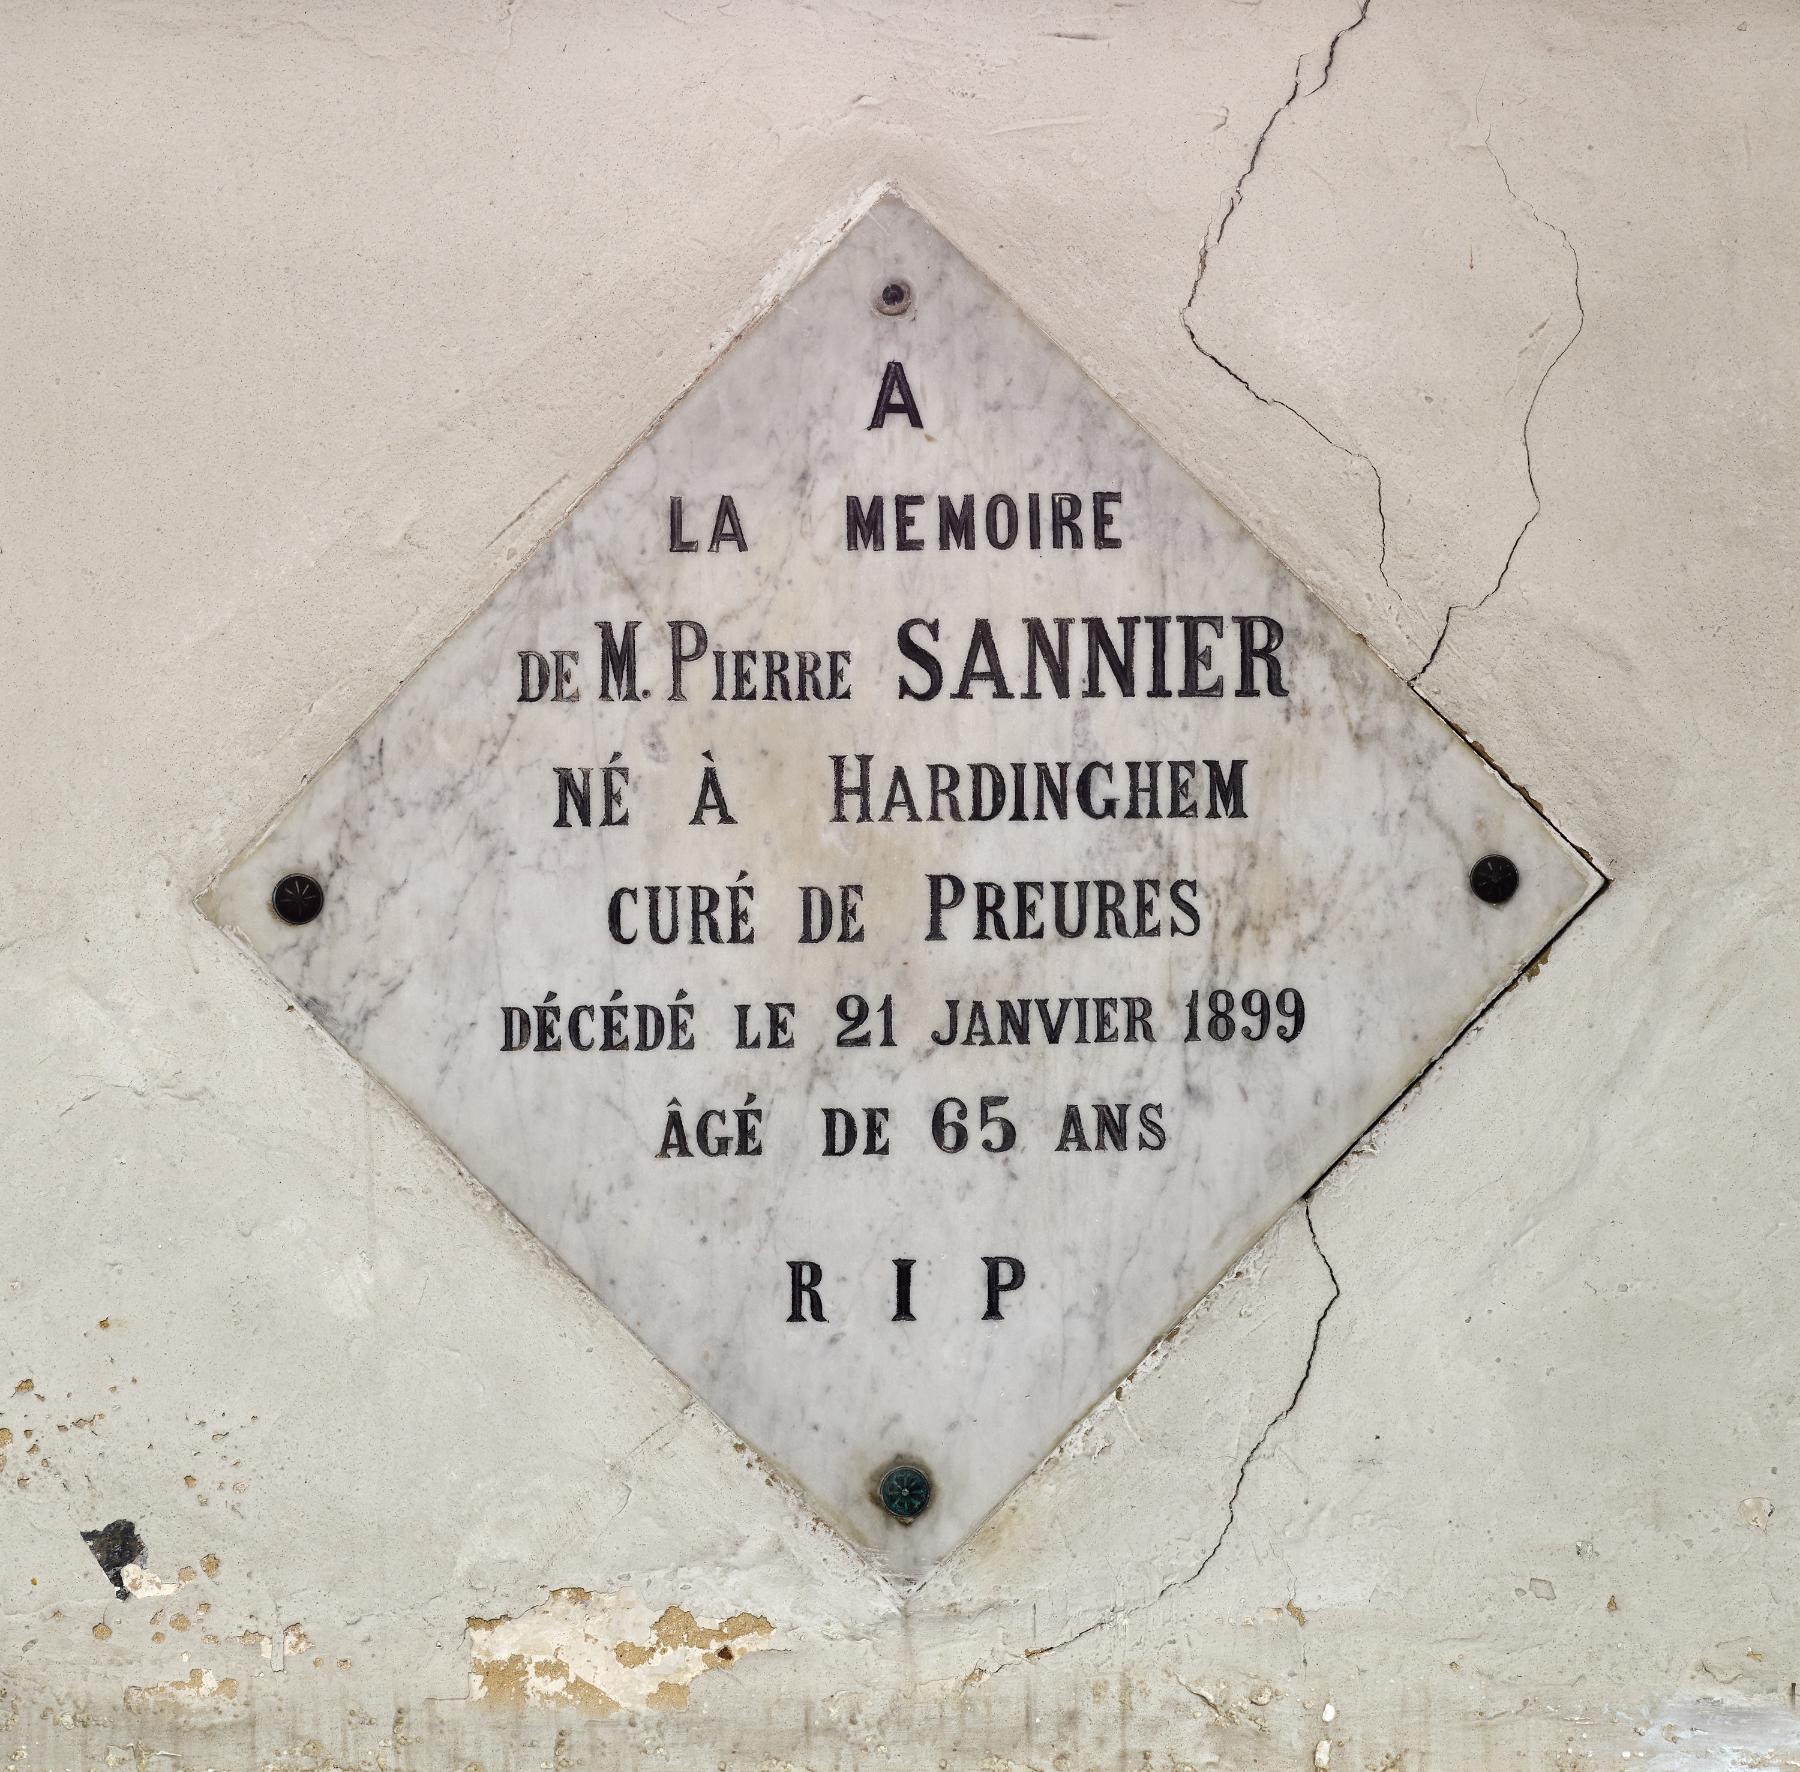 A
LA MEMOIRE
DE M. PIERRE SANNIER
NÉ À HARDINGHEM
CURÉ DE PREURES
DÉCÉDÉ LE 21 JANVIER 1899
ÂGÉ DE 65 ANS
R I P